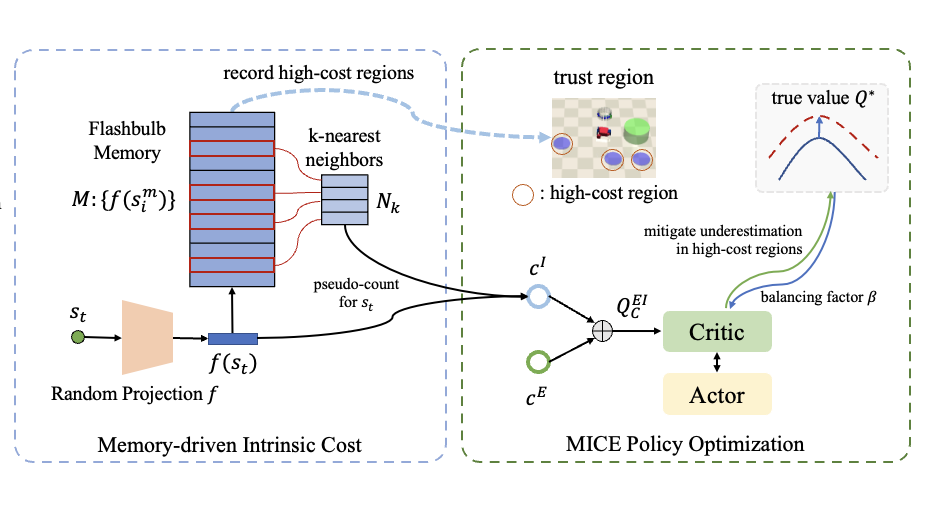 record high-cost regions
Flashbulb
Memory
M:{f(s_i^m)}
k-nearest
neighbors
N_k
pseudo-count
for s_t
s_t
f(s_t)
Random Projection f
Memory-driven Intrinsic Cost
trust region
: high-cost region
true value Q*
mitigate underestimation
in high-cost regions
balancing factor β
c^I
Q_C^{EI}
c^E
Critic
Actor
MICE Policy Optimization